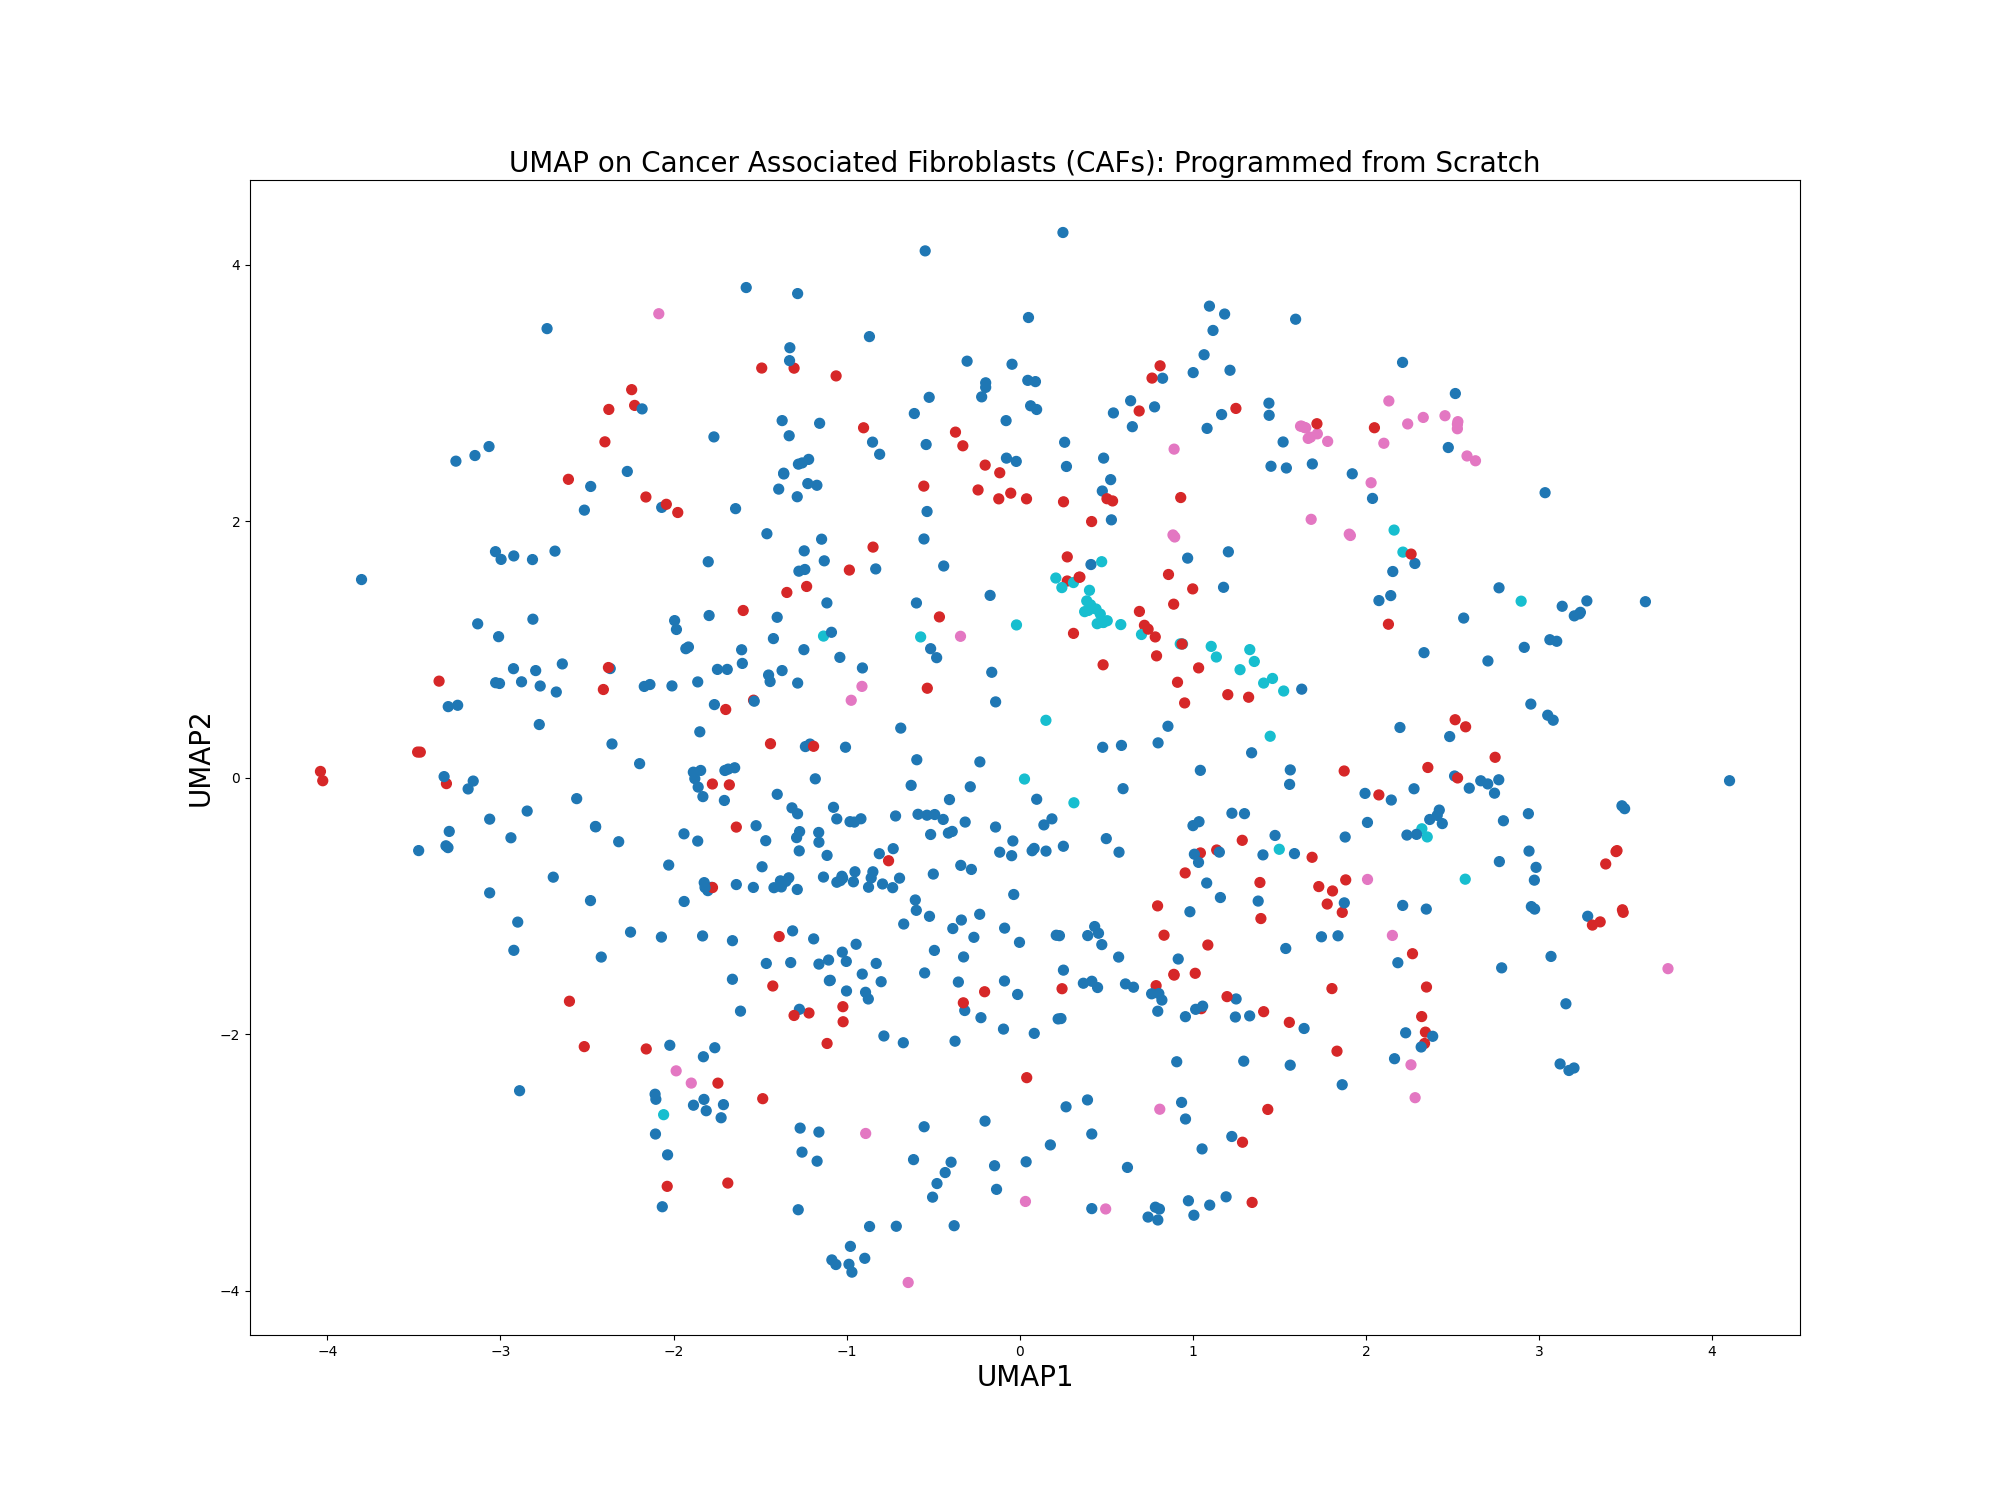 UMAP on Cancer Associated Fibroblasts (CAFs): Programmed from Scratch
4
2
0
−2
−4
UMAP2
−4 −3 −2 −1 0 1 2 3 4
UMAP1